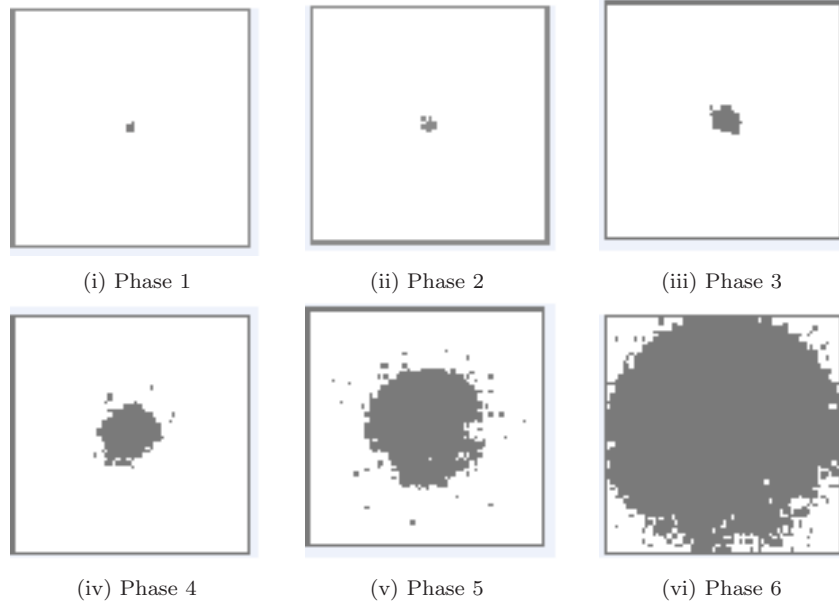 (i) Phase 1
(ii) Phase 2
(iii) Phase 3
(iv) Phase 4
(v) Phase 5
(vi) Phase 6